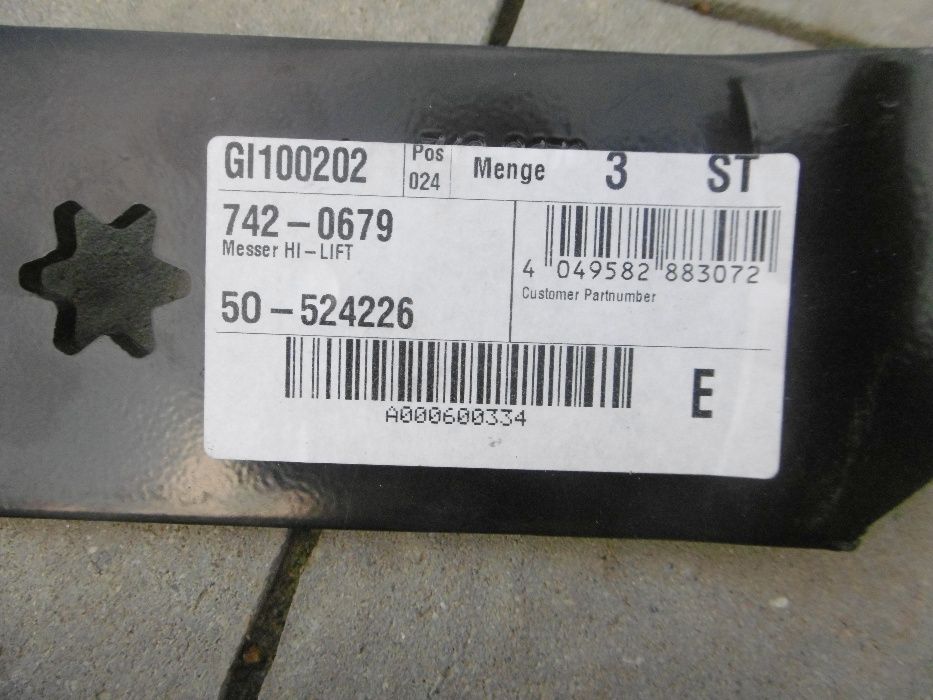 GI100202
Pos
024
Menge 3 ST
742-0679
Messer HI-LIFT
50-524226
4 049582 883072
Customer Partnumber
A000600334
E